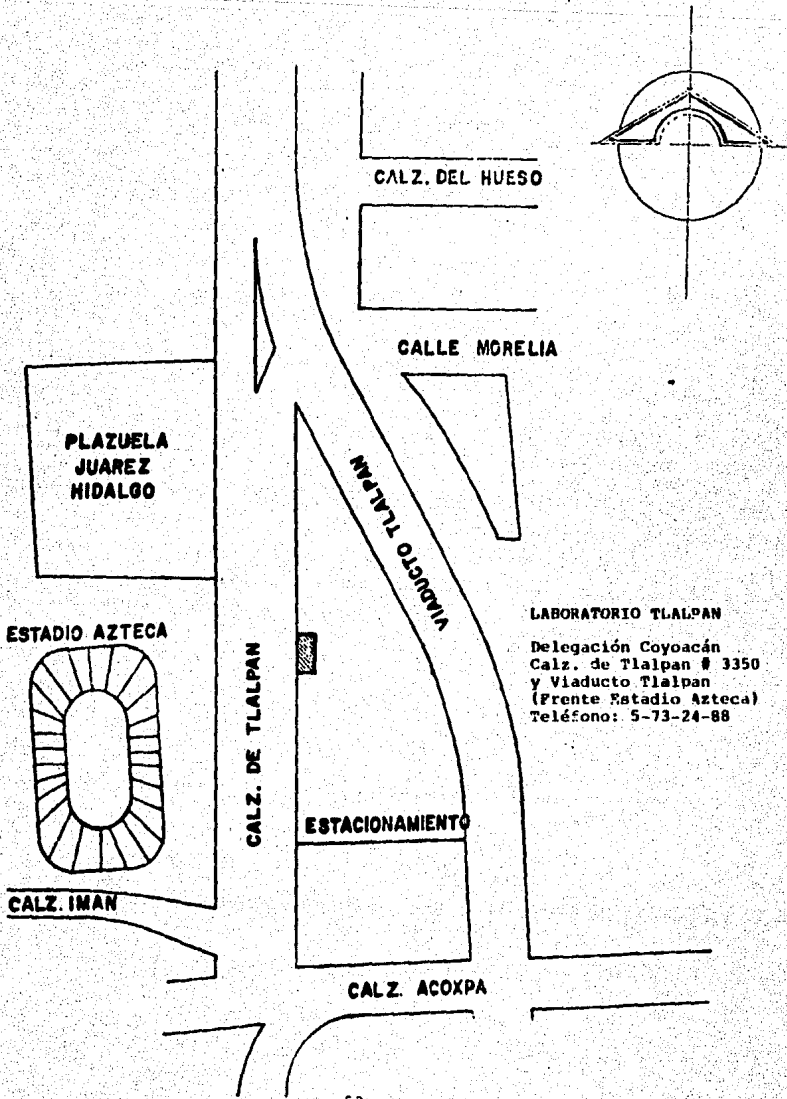 CALZ. DEL HUESO
CALLE MORELIA
PLAZUELA
JUAREZ
HIDALGO
VIADUCTO TLALPAN
ESTADIO AZTECA
CALZ. DE TLALPAN
LABORATORIO TLALPAN
Delegación Coyoacán
Calz. de Tlalpan # 3350
y Viaducto Tlalpan
(Frente Estadio Azteca)
Teléfono: 5-73-24-88
ESTACIONAMIENTO
CALZ. IMAN
CALZ. ACOXPA